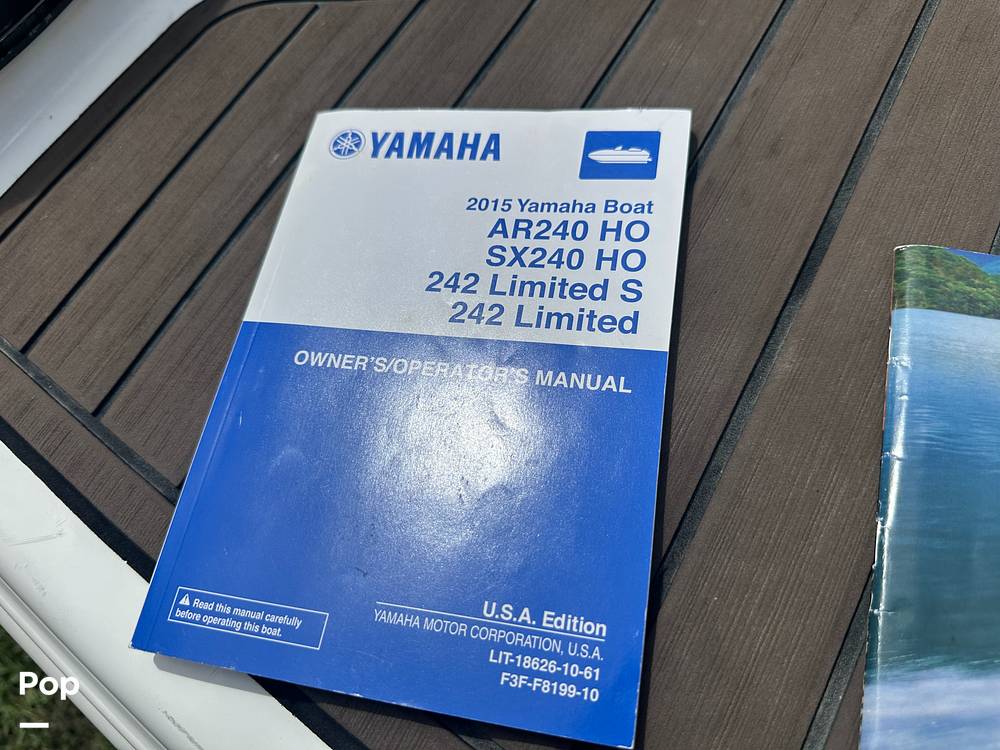 YAMAHA
2015 Yamaha Boat
AR240 HO
SX240 HO
242 Limited S
242 Limited
OWNER'S/OPERATOR'S MANUAL
Read this manual carefully
before operating this boat.
U.S.A. Edition
YAMAHA MOTOR CORPORATION, U.S.A.
LIT-18626-10-61
F3F-F8199-10
Pop